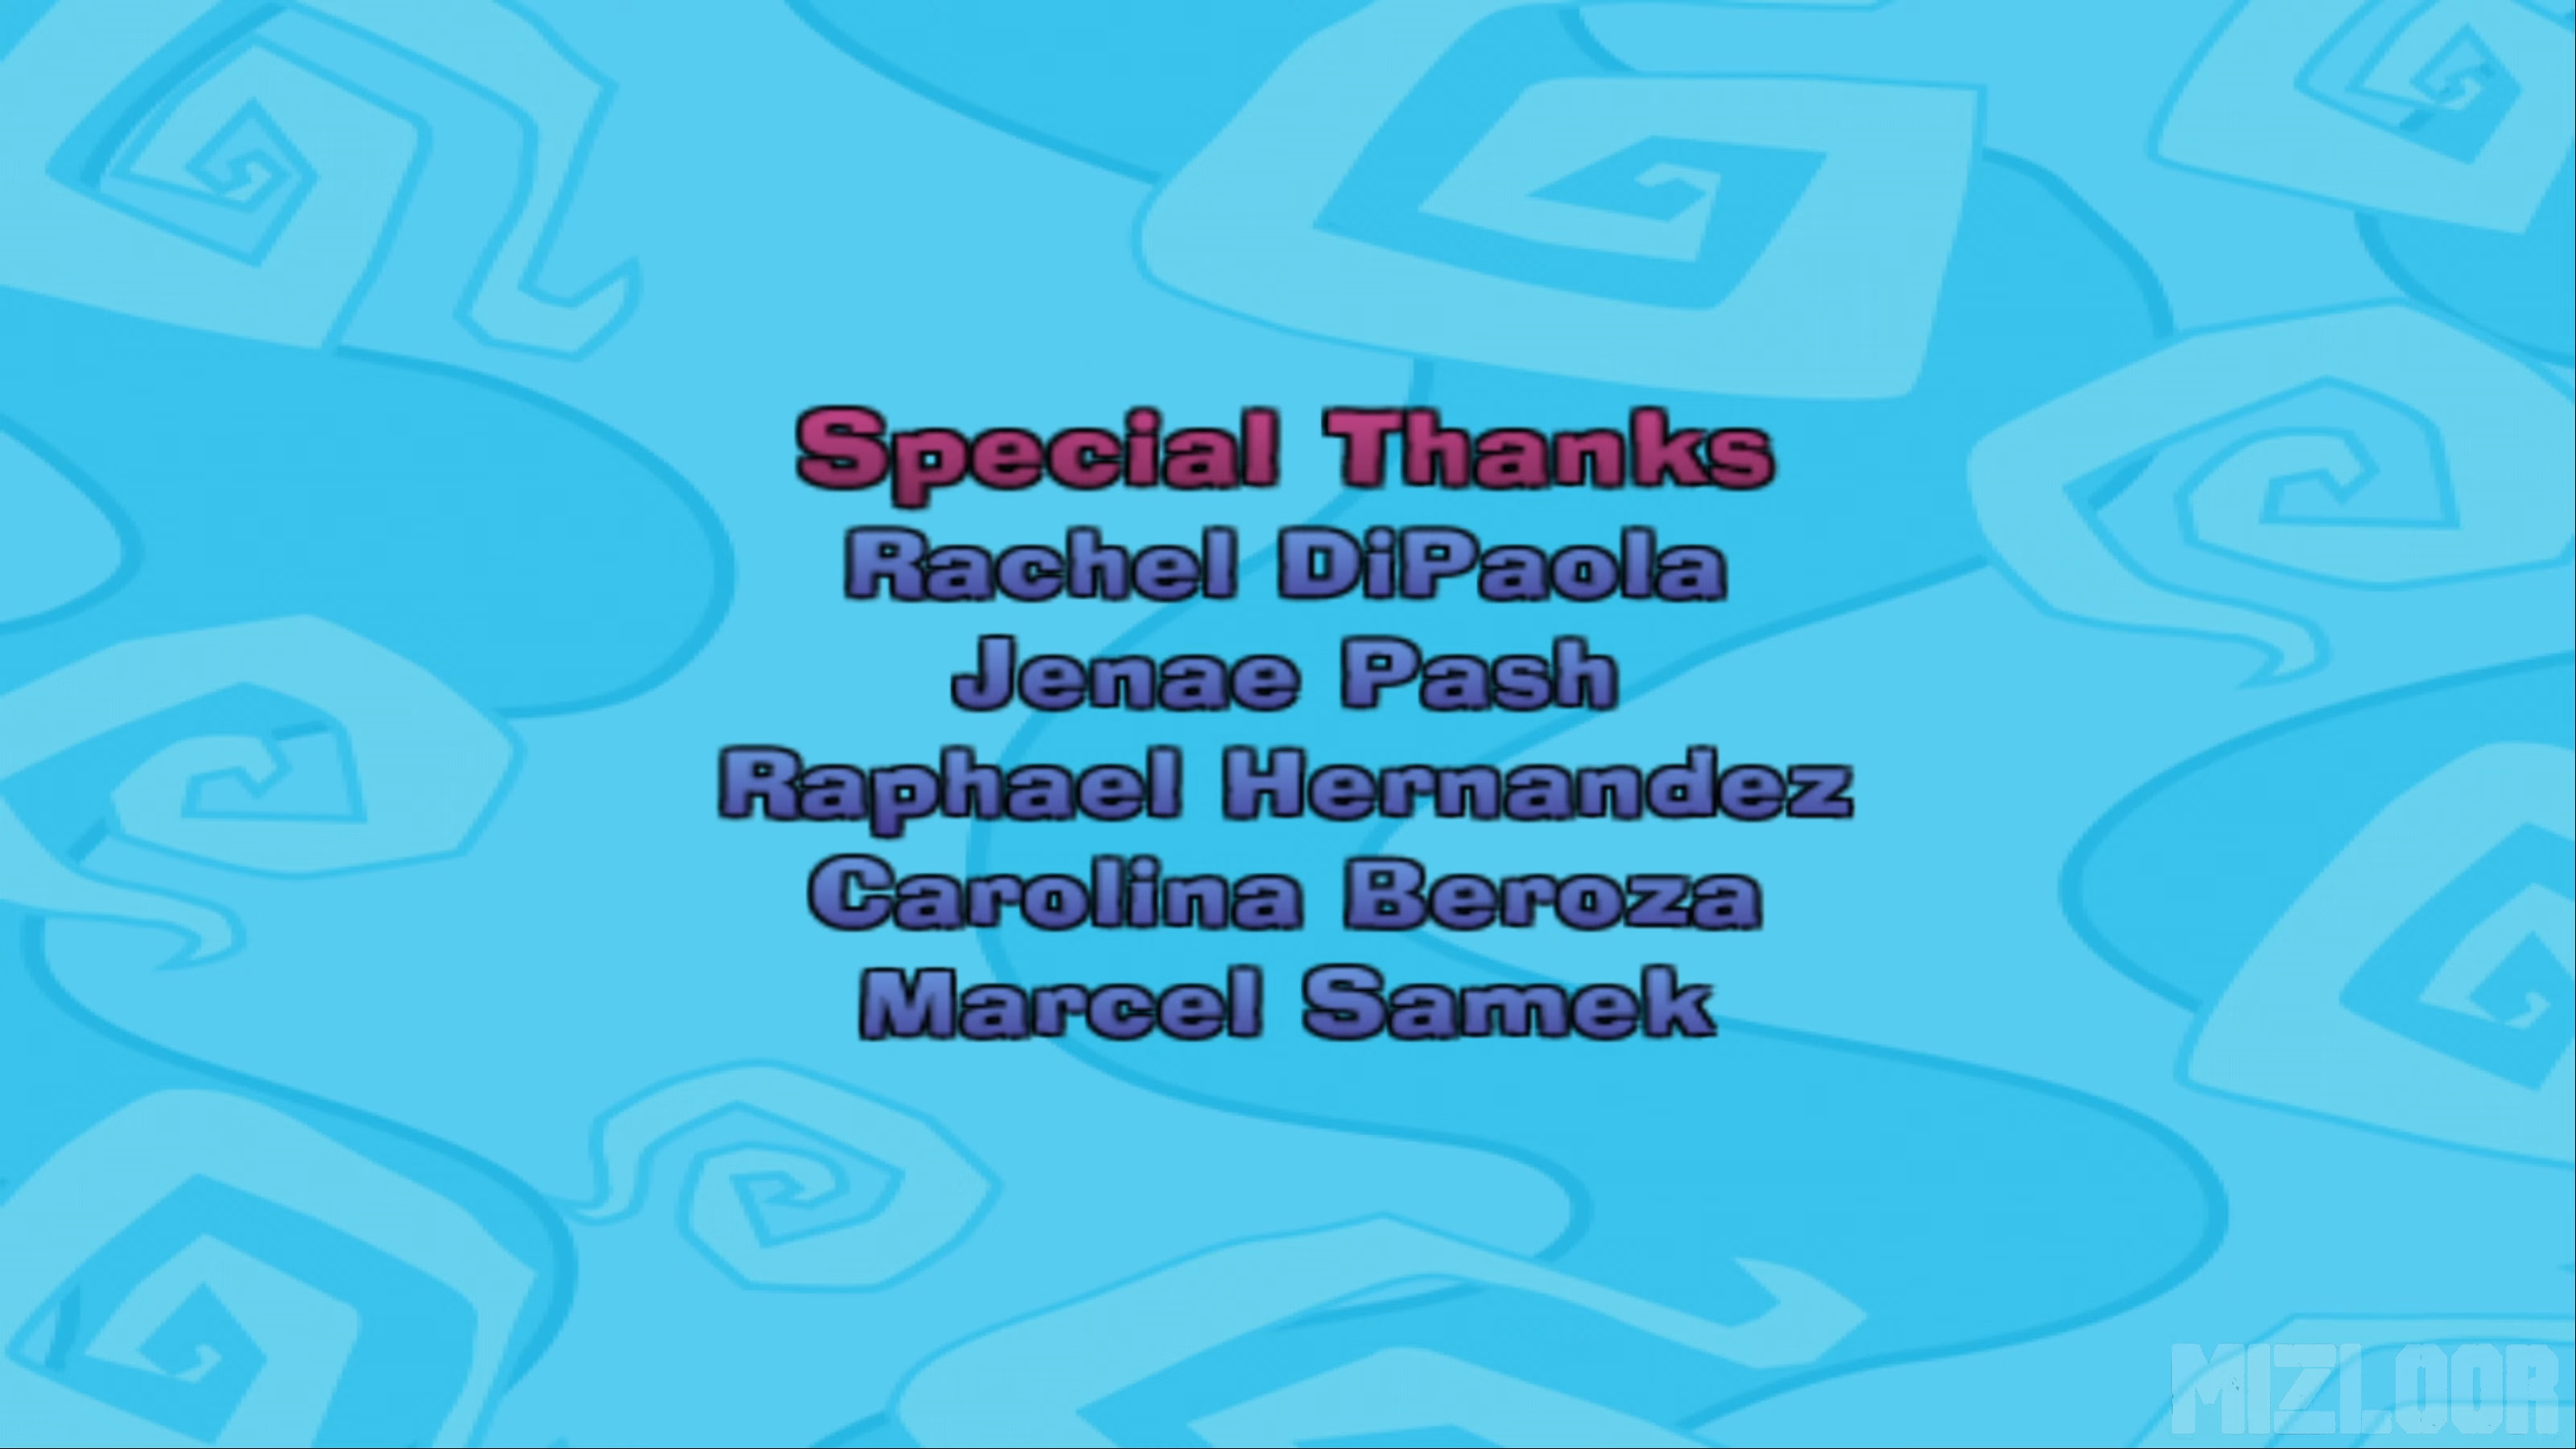 Special Thanks
Rachel DiPaola
Jenae Pash
Raphael Hernandez
Carolina Beroza
Marcel Samek
MIZLOOR